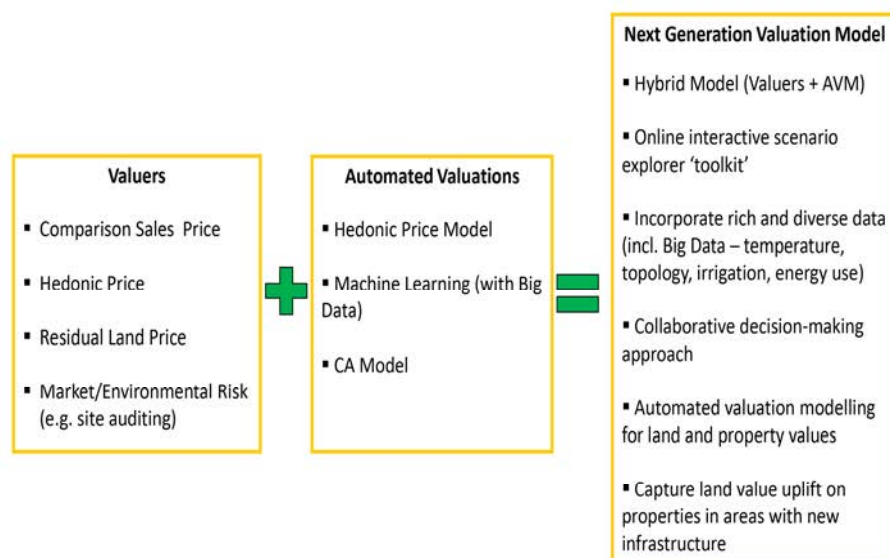 Valuers
▪ Comparison Sales Price
▪ Hedonic Price
▪ Residual Land Price
▪ Market/Environmental Risk
(e.g. site auditing)
Automated Valuations
▪ Hedonic Price Model
▪ Machine Learning (with Big
Data)
▪ CA Model
Next Generation Valuation Model
▪ Hybrid Model (Valuers + AVM)
▪ Online interactive scenario
explorer ‘toolkit’
▪ Incorporate rich and diverse data
(incl. Big Data – temperature,
topology, irrigation, energy use)
▪ Collaborative decision-making
approach
▪ Automated valuation modelling
for land and property values
▪ Capture land value uplift on
properties in areas with new
infrastructure